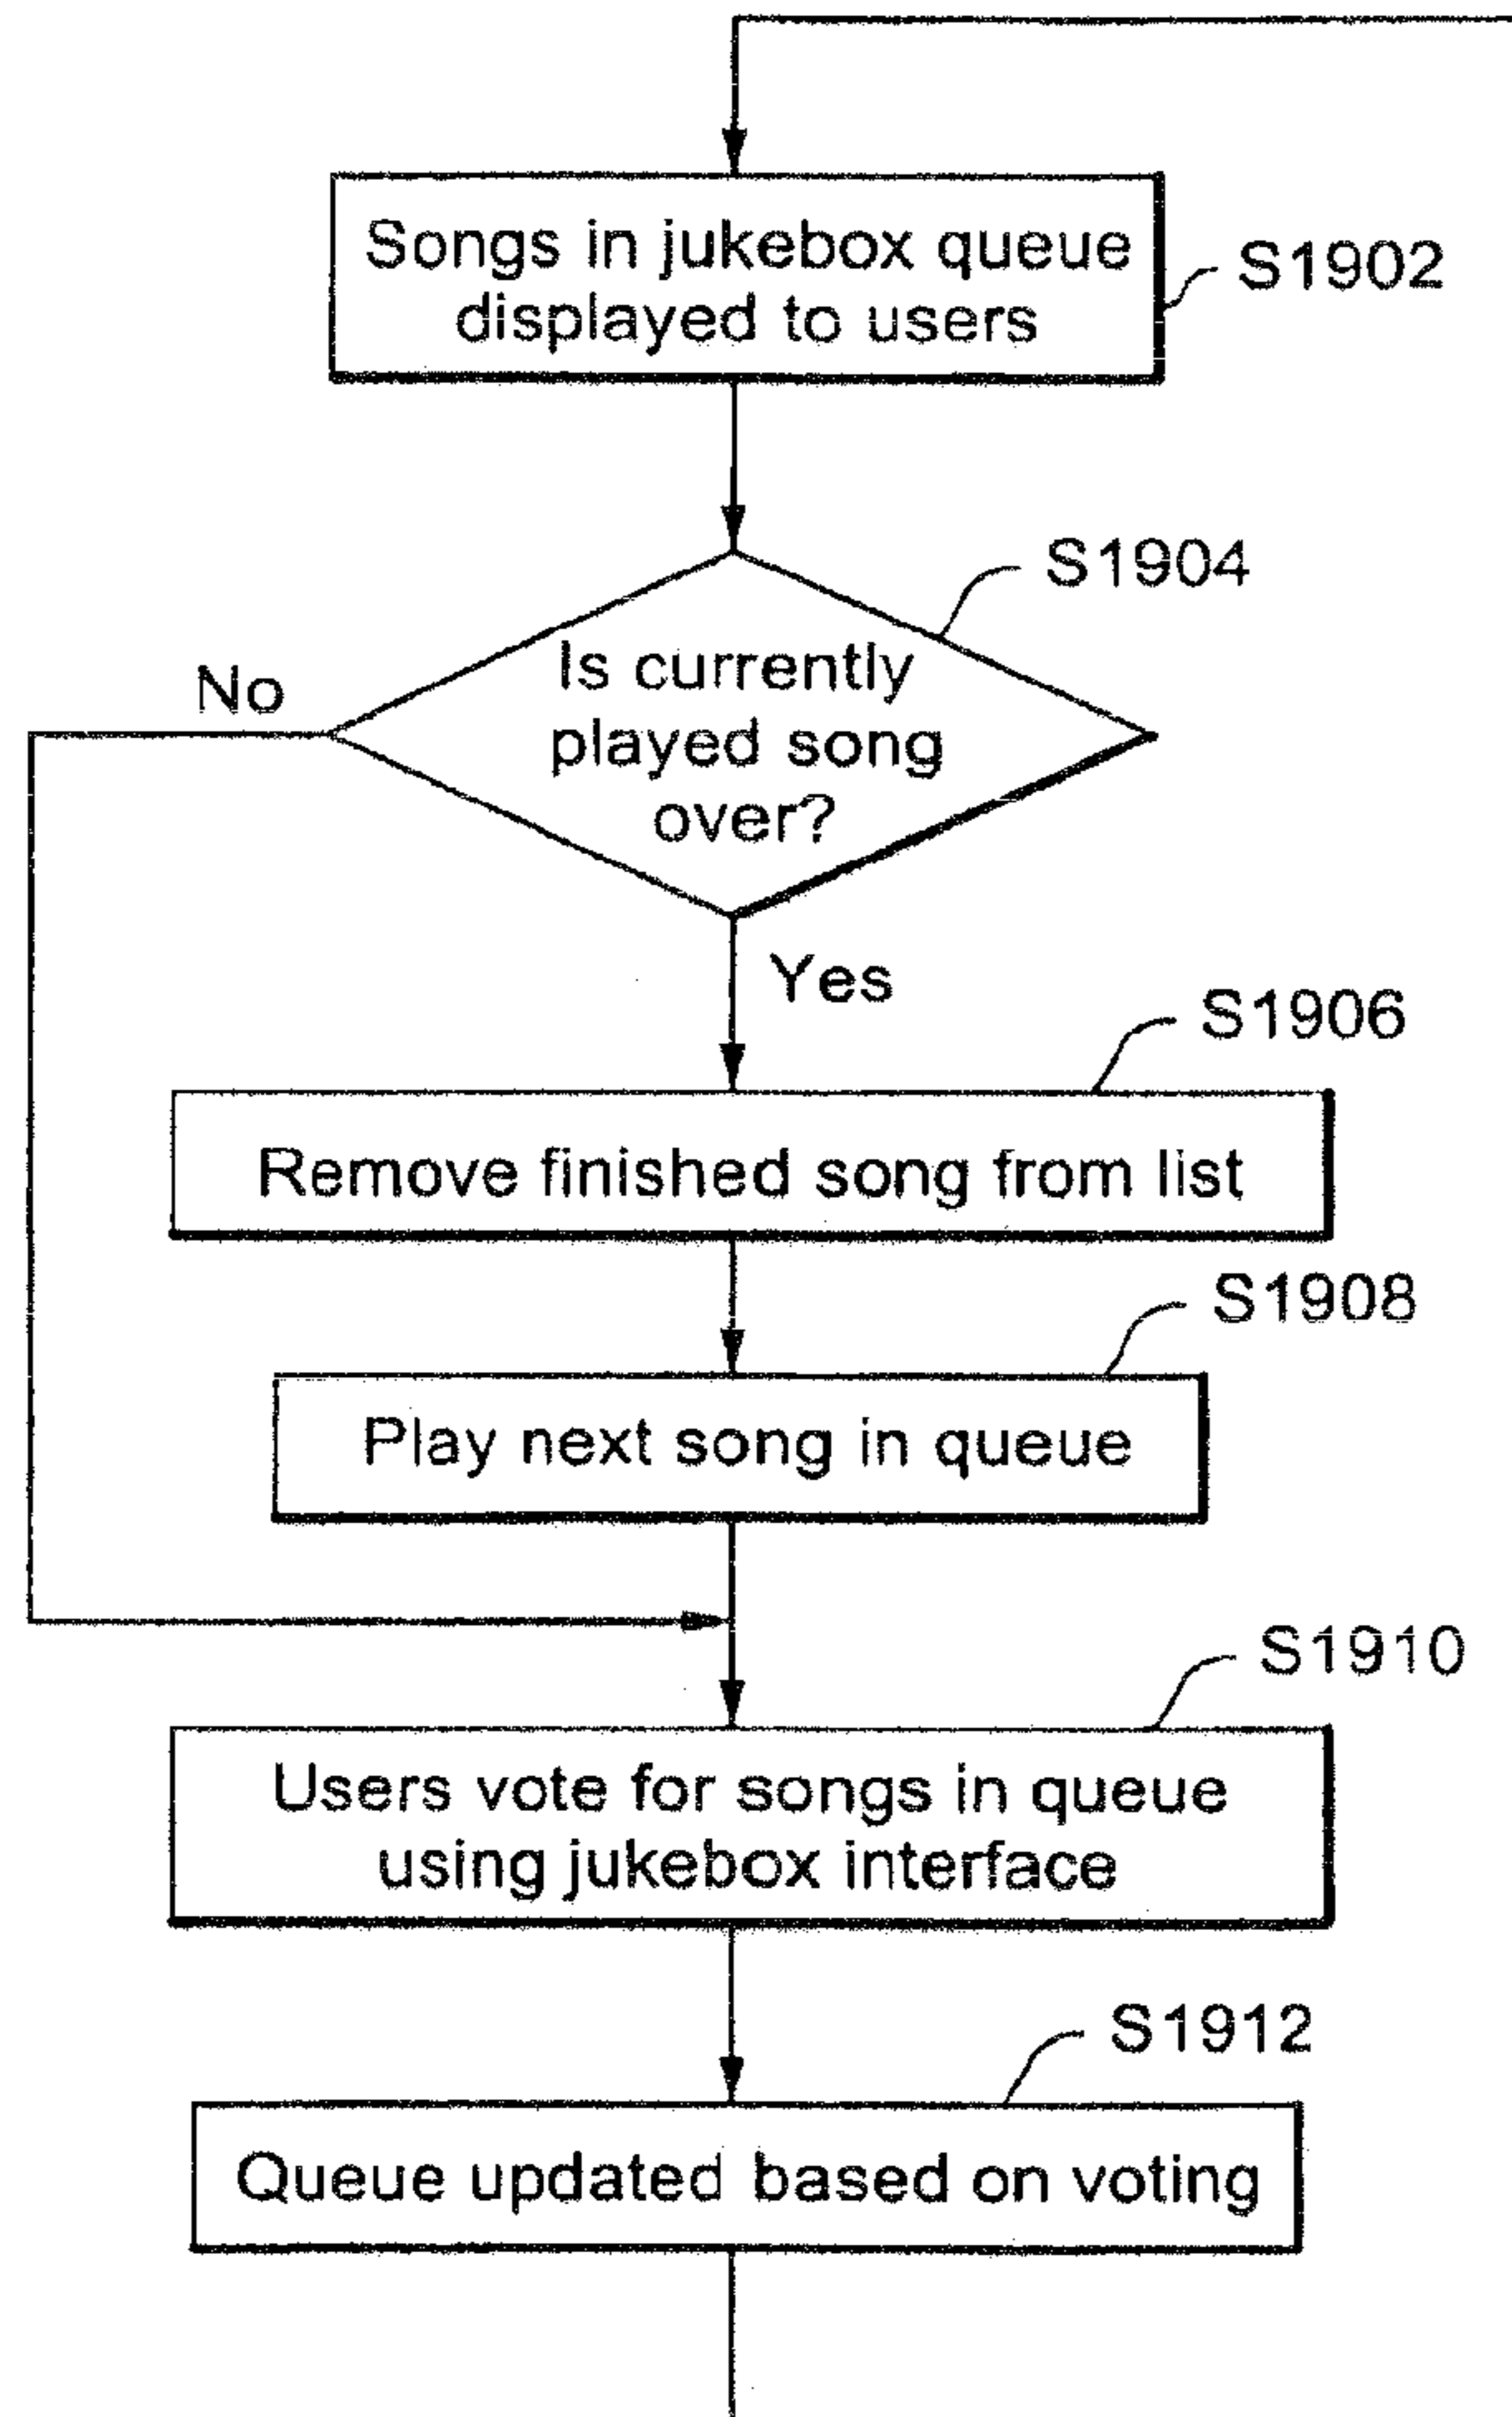 Songs in jukebox queue
displayed to users
S1902
S1904
Is currently
played song
over?
No
Yes
S1906
Remove finished song from list
S1908
Play next song in queue
S1910
Users vote for songs in queue
using jukebox interface
S1912
Queue updated based on voting